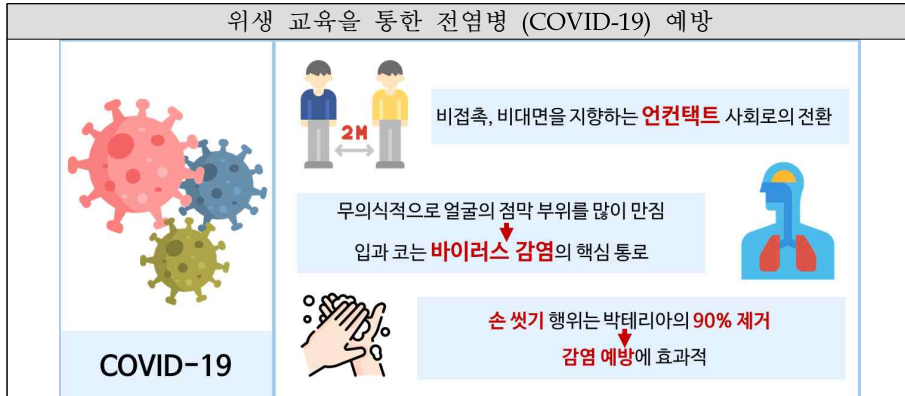 위생 교육을 통한 전염병 (COVID-19) 예방
2M
비접촉, 비대면을 지향하는 언컨택트 사회로의 전환
무의식적으로 얼굴의 점막 부위를 많이 만짐
입과 코는 바이러스 감염의 핵심 통로
손 씻기 행위는 박테리아의 90% 제거
감염 예방에 효과적
COVID-19